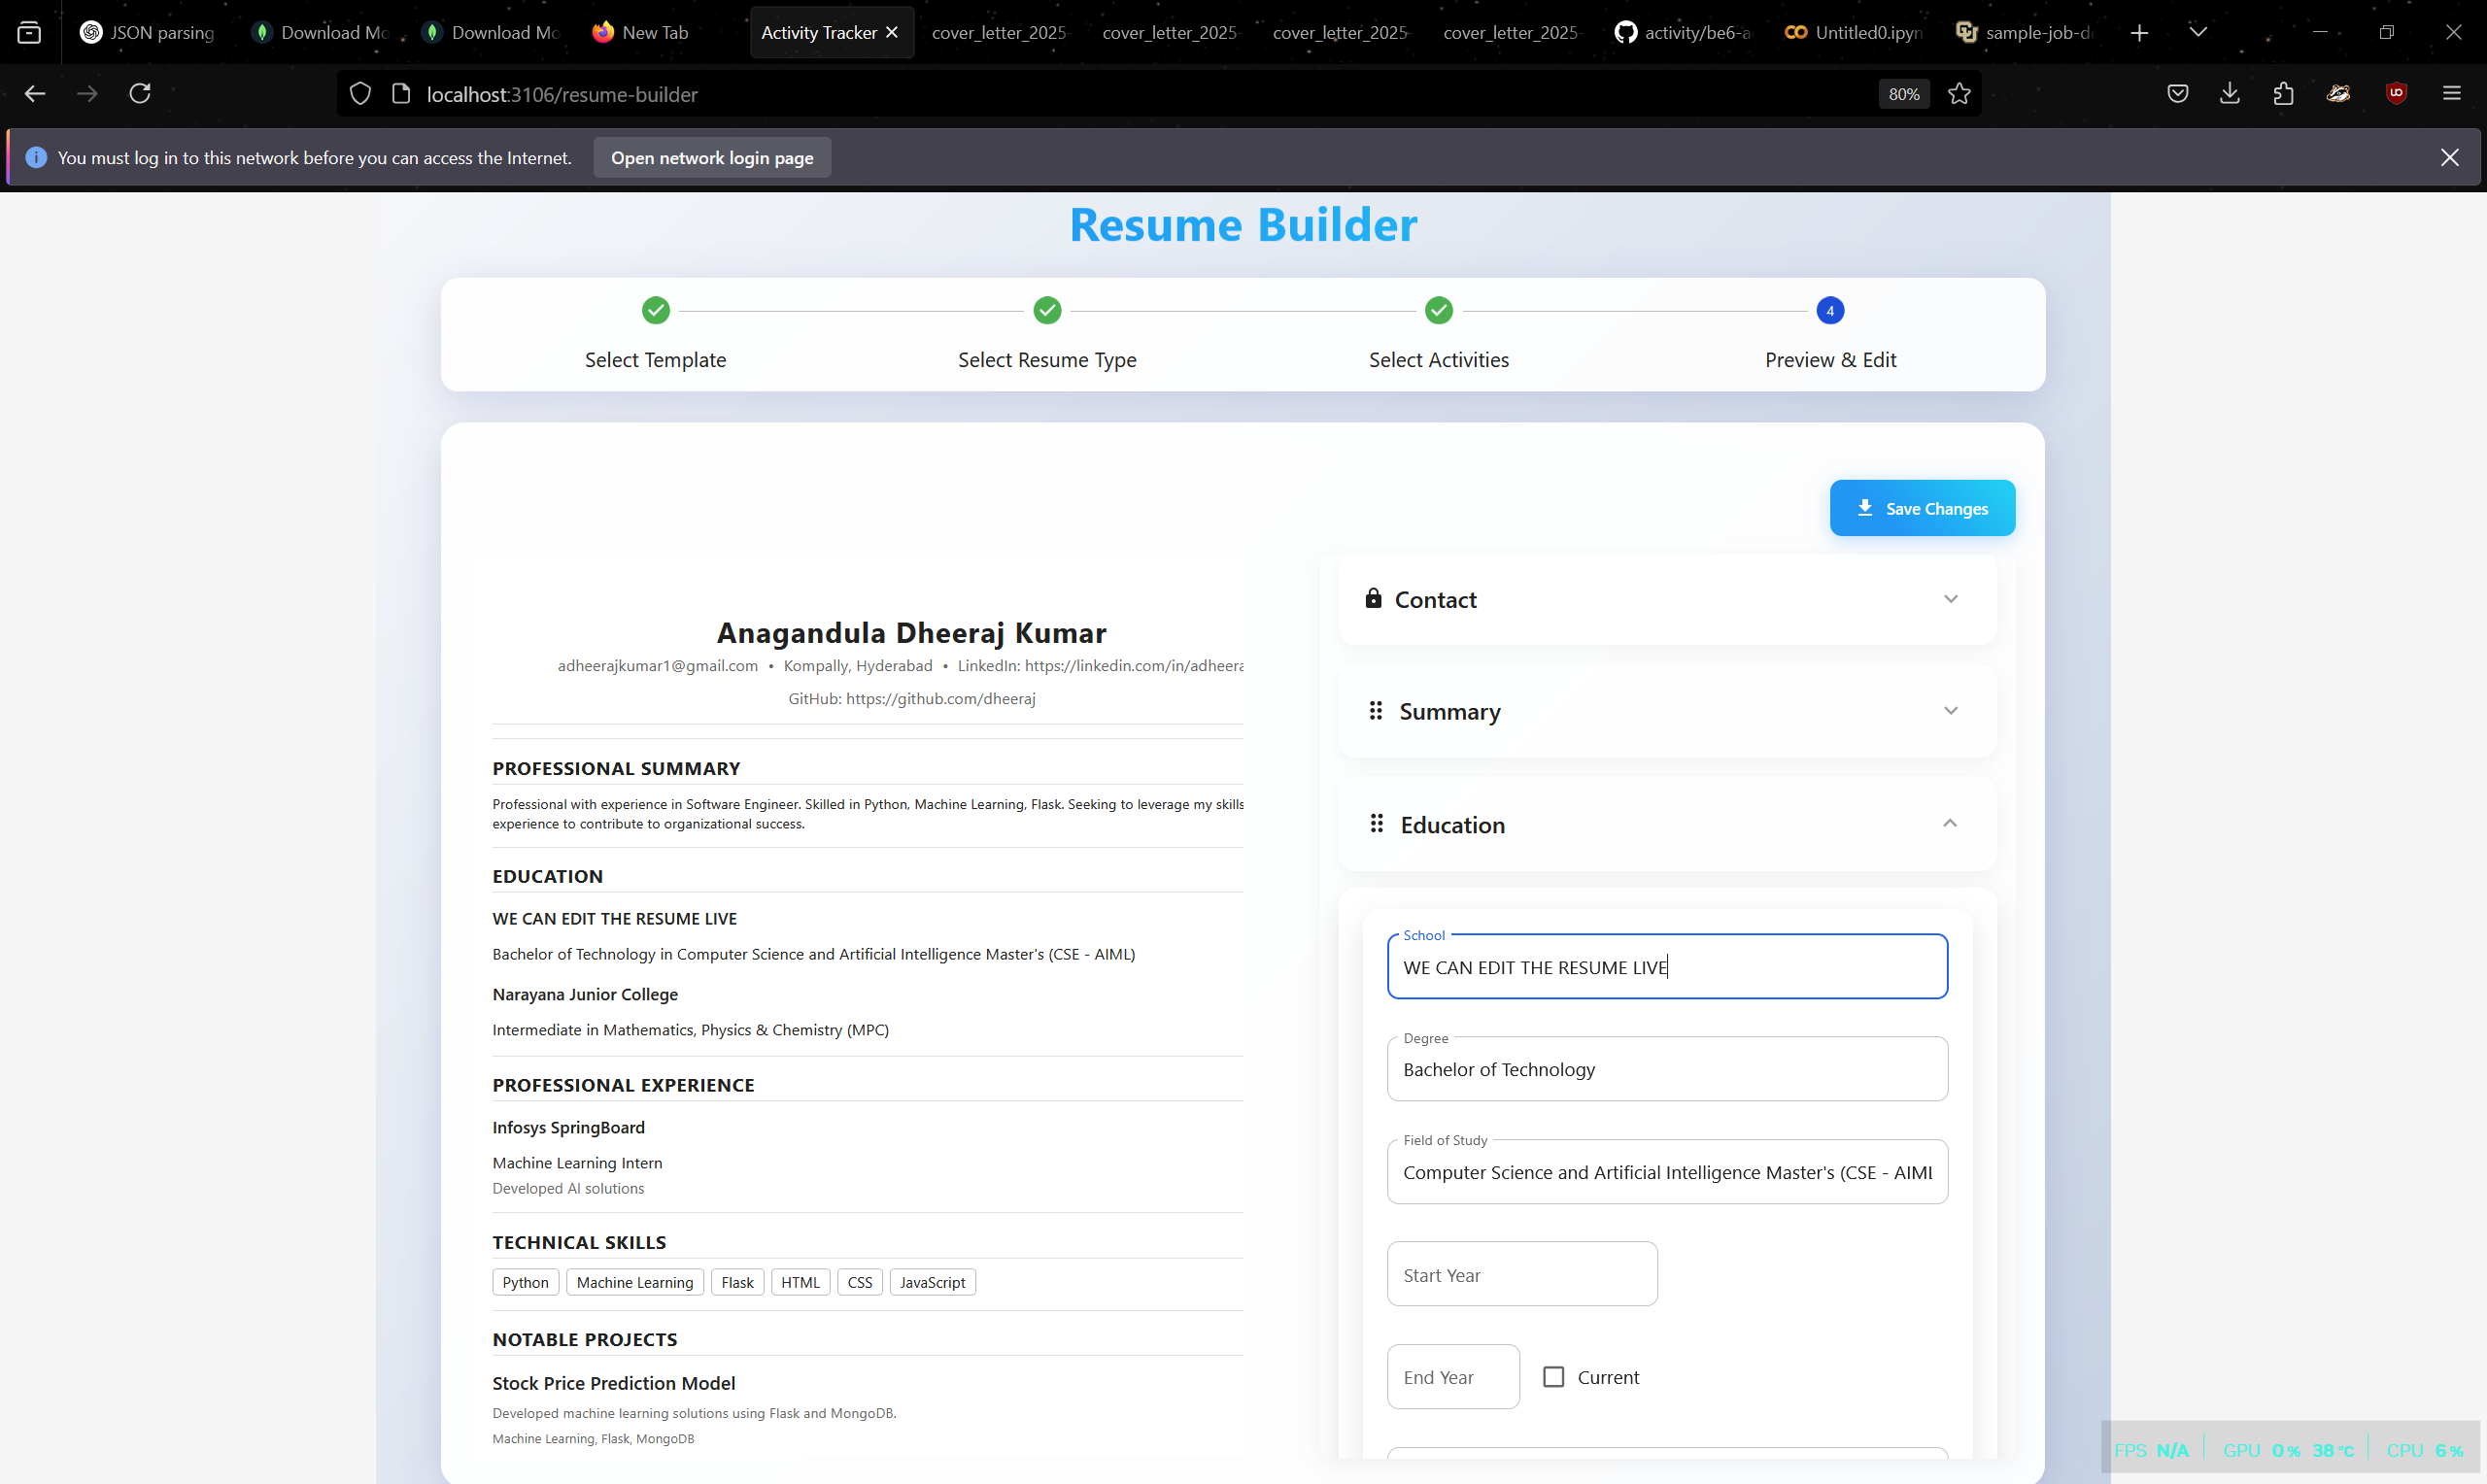 JSON parsing
Download Mo
Download Mo
New Tab
Activity Tracker
cover_letter_2025-
cover_letter_2025-
cover_letter_2025-
cover_letter_2025-
activity/be6-a
Untitled0.ipyn
sample-job-de
localhost:3106/resume-builder
80%
You must log in to this network before you can access the Internet.
Open network login page
Resume Builder
4
Select Template
Select Resume Type
Select Activities
Preview & Edit
Save Changes
Anagandula Dheeraj Kumar
adheerajkumar1@gmail.com • Kompally, Hyderabad • LinkedIn: https://linkedin.com/in/adheera
GitHub: https://github.com/dheeraj
PROFESSIONAL SUMMARY
Professional with experience in Software Engineer. Skilled in Python, Machine Learning, Flask. Seeking to leverage my skills
experience to contribute to organizational success.
EDUCATION
WE CAN EDIT THE RESUME LIVE
Bachelor of Technology in Computer Science and Artificial Intelligence Master's (CSE - AIML)
Narayana Junior College
Intermediate in Mathematics, Physics & Chemistry (MPC)
PROFESSIONAL EXPERIENCE
Infosys SpringBoard
Machine Learning Intern
Developed AI solutions
TECHNICAL SKILLS
Python
Machine Learning
Flask
HTML
CSS
JavaScript
NOTABLE PROJECTS
Stock Price Prediction Model
Developed machine learning solutions using Flask and MongoDB.
Machine Learning, Flask, MongoDB
Contact
Summary
Education
School
WE CAN EDIT THE RESUME LIVE
Degree
Bachelor of Technology
Field of Study
Computer Science and Artificial Intelligence Master's (CSE - AIML
Start Year
End Year
Current
FPS N/A GPU 0% 38°C CPU 6%